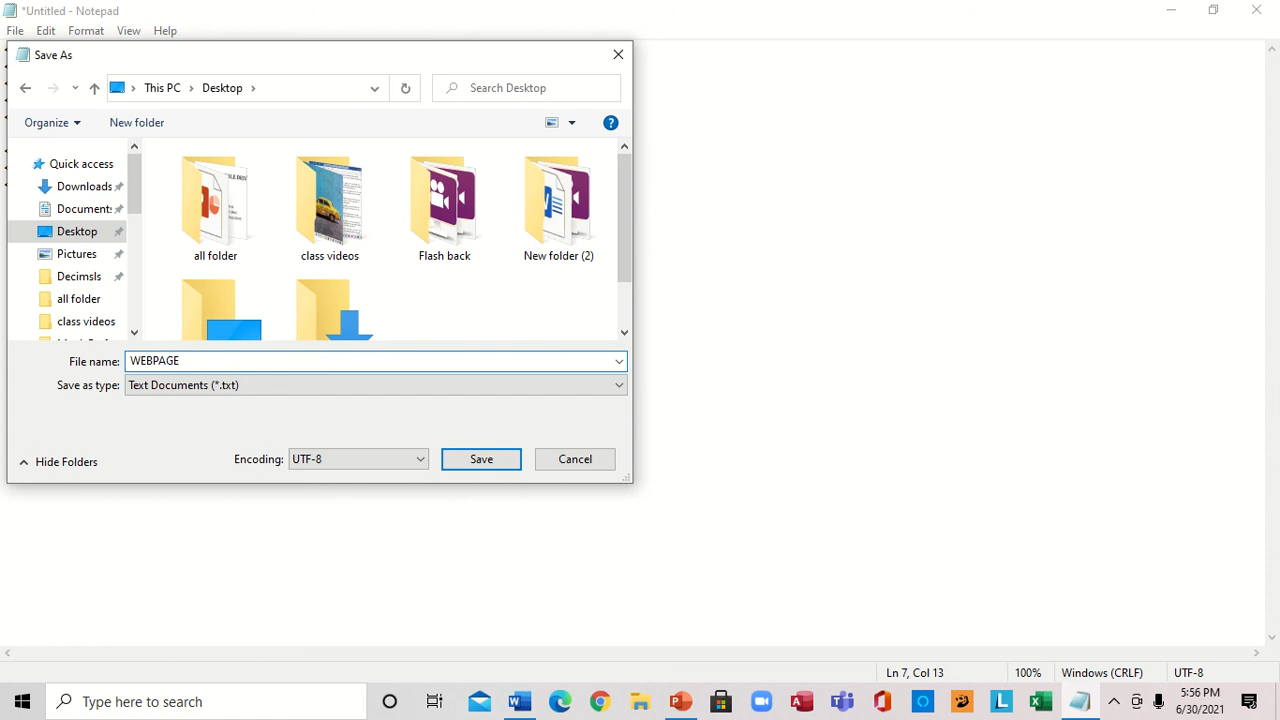 *Untitled - Notepad
File Edit Format View Help
Save As
This PC Desktop
Search Desktop
Organize New folder
Quick access
Downloads
Desktop
Pictures
Decimsls
all folder
class videos
all folder class videos Flash back New folder (2)
File name: WEBPAGE
Save as type: Text Documents (*.txt)
Hide Folders Encoding: UTF-8 Save Cancel
Ln 7, Col 13 100% Windows (CRLF) UTF-8
Type here to search
5:56 PM
6/30/2021